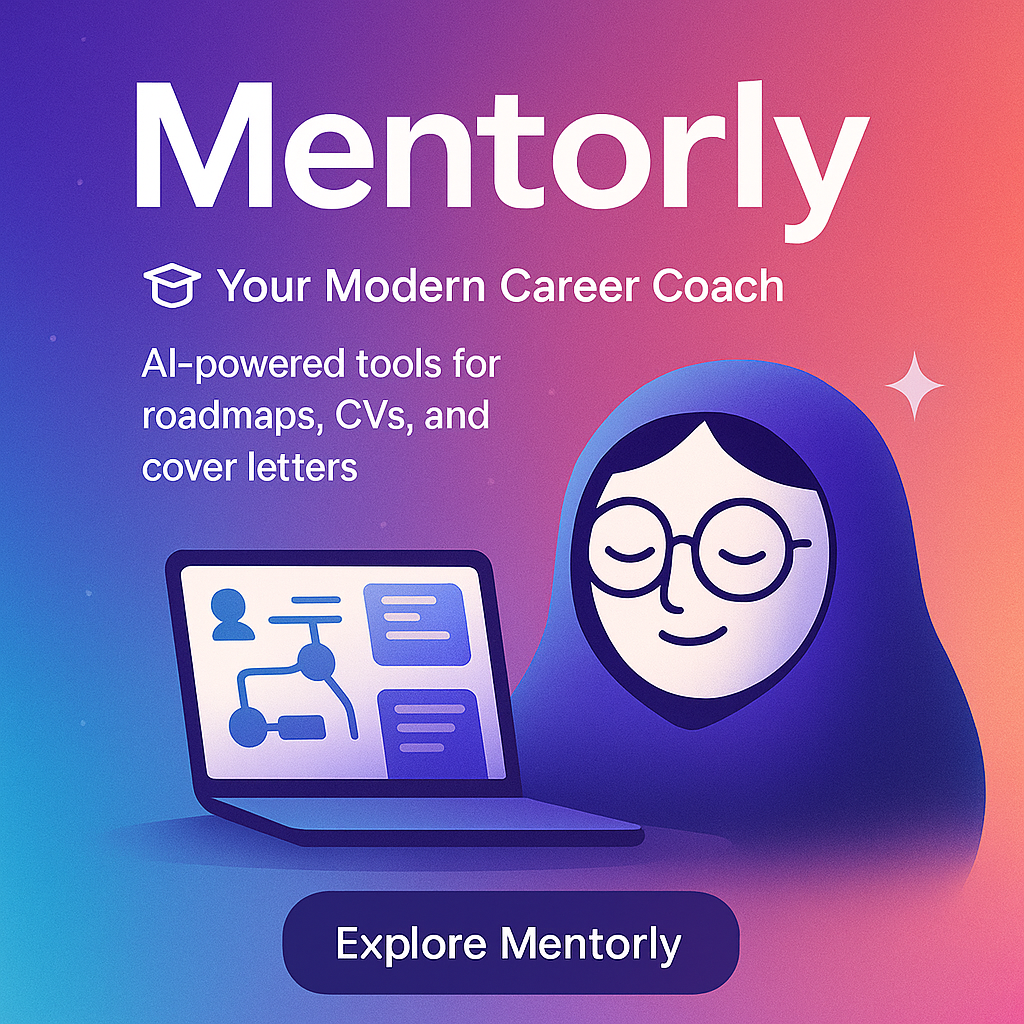 Mentorly
Your Modern Career Coach
AI-powered tools for
roadmaps, CVs, and
cover letters
Explore Mentorly